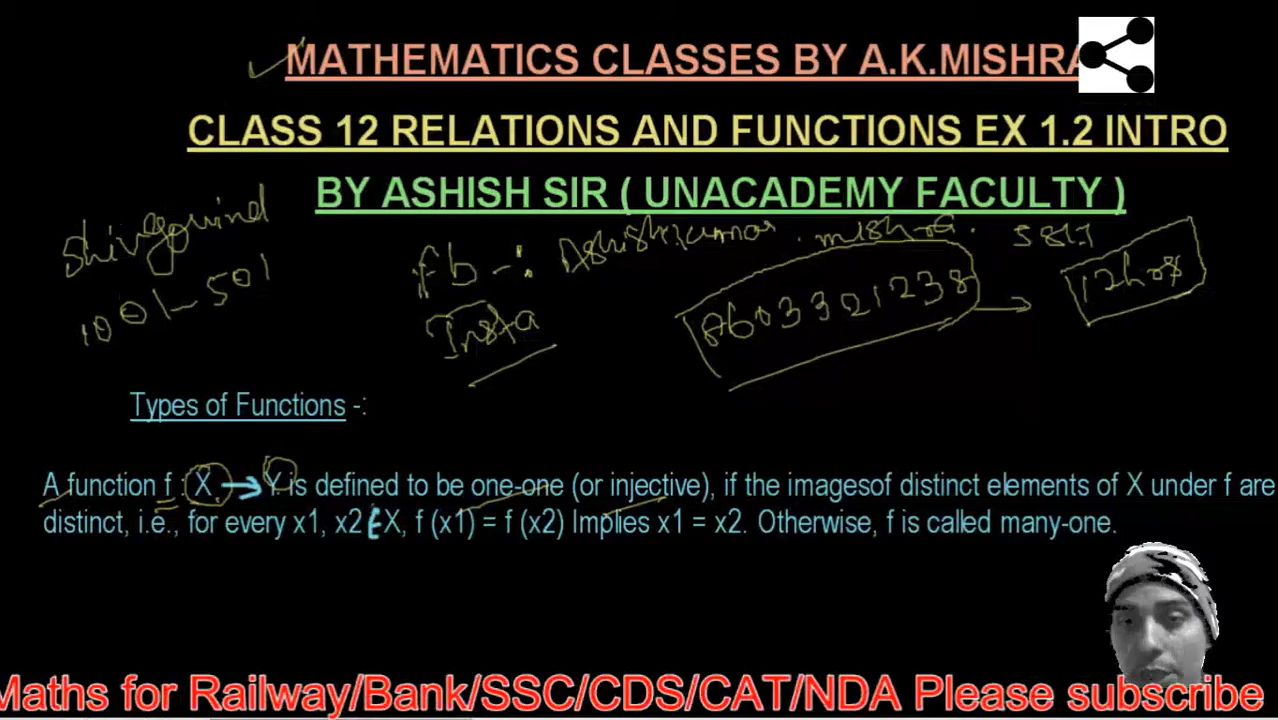 MATHEMATICS CLASSES BY A.K.MISHRA
CLASS 12 RELATIONS AND FUNCTIONS EX 1.2 INTRO
BY ASHISH SIR ( UNACADEMY FACULTY )
fb -:
Insta
12hrs
Types of Functions -:
A function f : X → Y is defined to be one-one (or injective), if the imagesof distinct elements of X under f are
distinct, i.e., for every x1, x2 ∈ X, f (x1) = f (x2) Implies x1 = x2. Otherwise, f is called many-one.
Maths for Railway/Bank/SSC/CDS/CAT/NDA Please subscribe